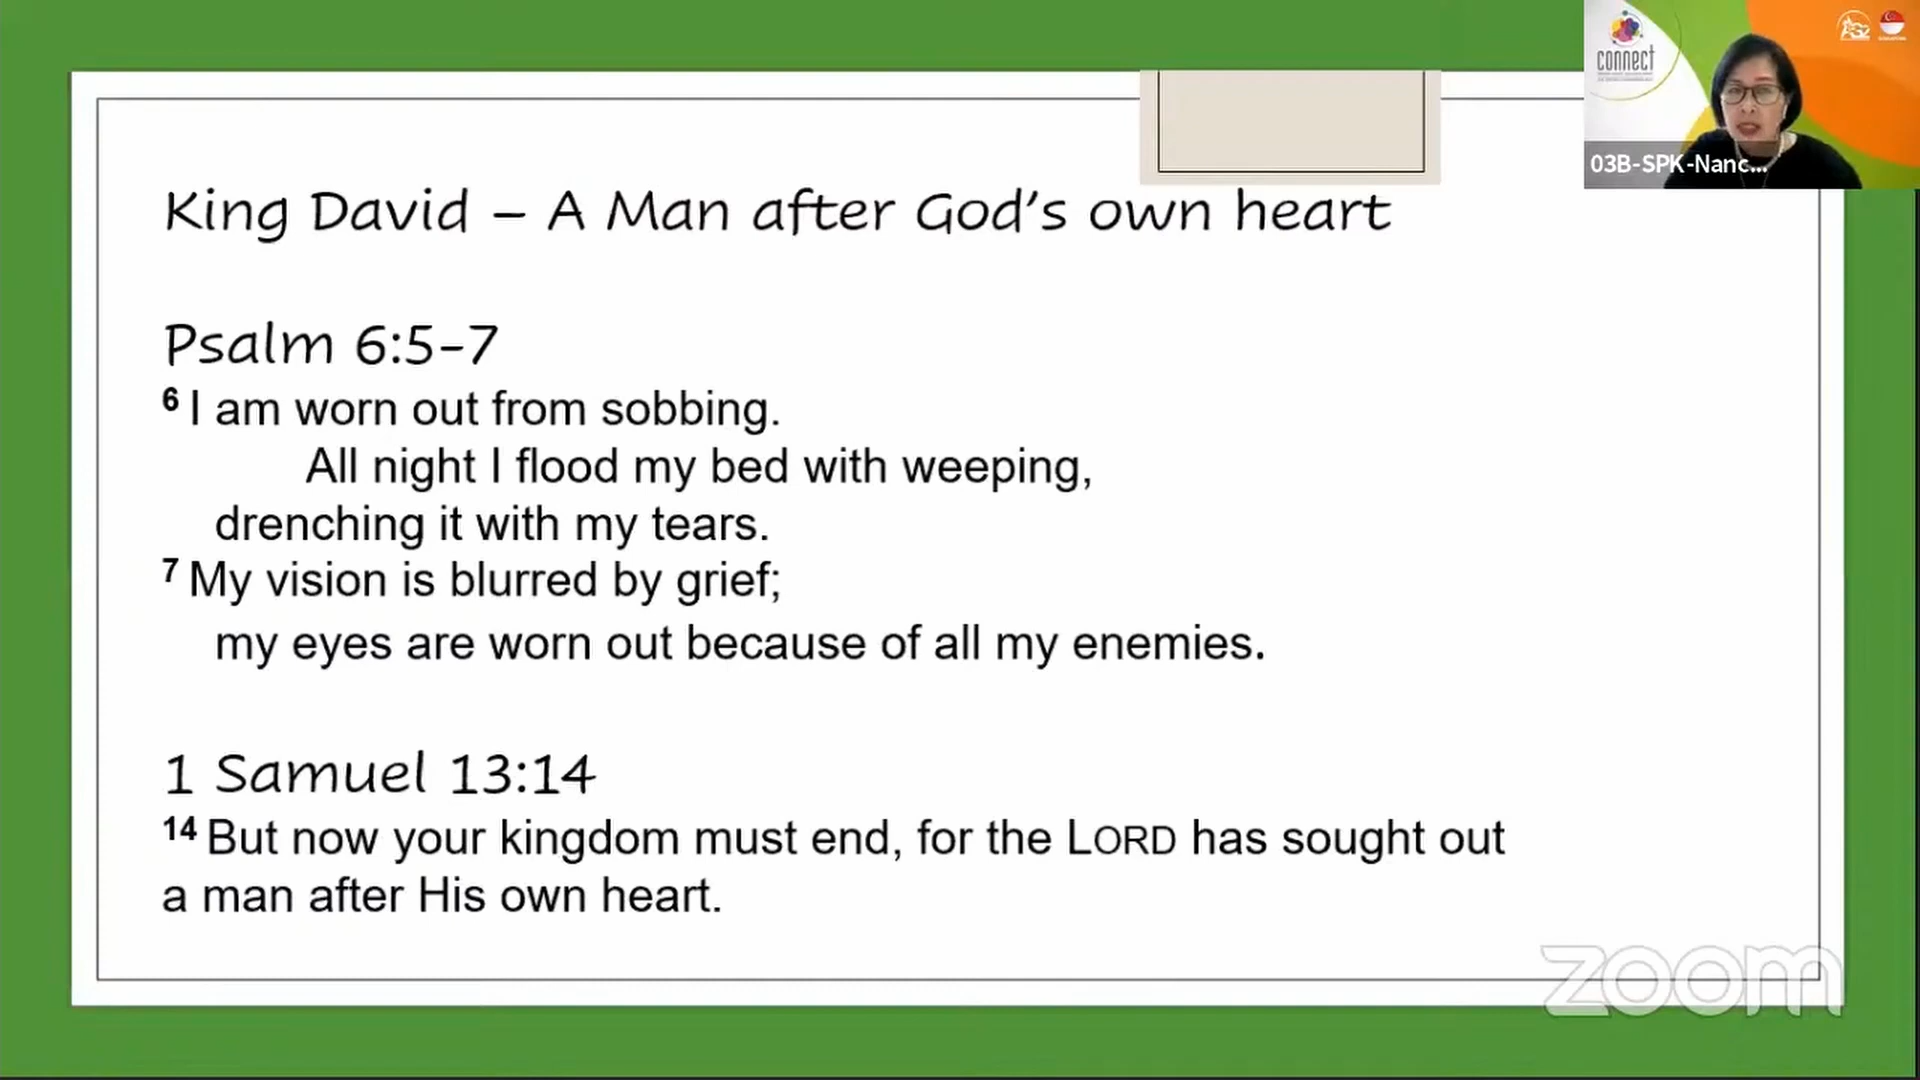 connect
03B-SPK-Nanc...
King David – A Man after God's own heart
Psalm 6:5-7
6 I am worn out from sobbing.
All night I flood my bed with weeping,
drenching it with my tears.
7 My vision is blurred by grief;
my eyes are worn out because of all my enemies.
1 Samuel 13:14
14 But now your kingdom must end, for the LORD has sought out
a man after His own heart.
zoom